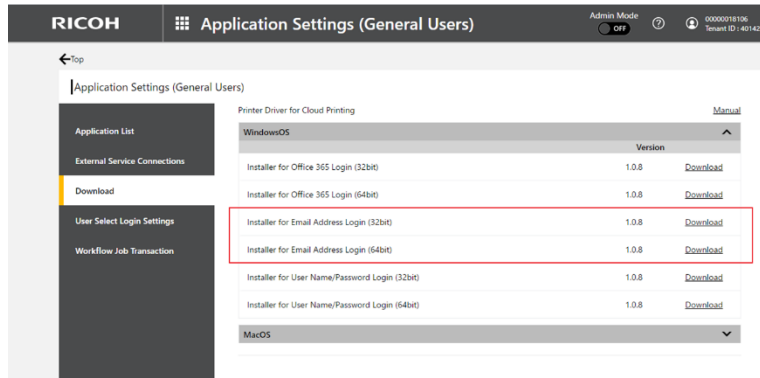 RICOH
Application Settings (General Users)
Admin Mode
OFF
00000018106
Tenant ID : 40142
Top
Application Settings (General Users)
Application List
External Service Connections
Download
User Select Login Settings
Workflow Job Transaction
Printer Driver for Cloud Printing Manual
WindowsOS
Version
Installer for Office 365 Login (32bit) 1.0.8 Download
Installer for Office 365 Login (64bit) 1.0.8 Download
Installer for Email Address Login (32bit) 1.0.8 Download
Installer for Email Address Login (64bit) 1.0.8 Download
Installer for User Name/Password Login (32bit) 1.0.8 Download
Installer for User Name/Password Login (64bit) 1.0.8 Download
MacOS